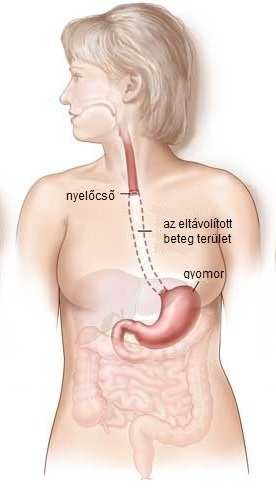 nyelőcső
az eltávolított
beteg terület
gyomor